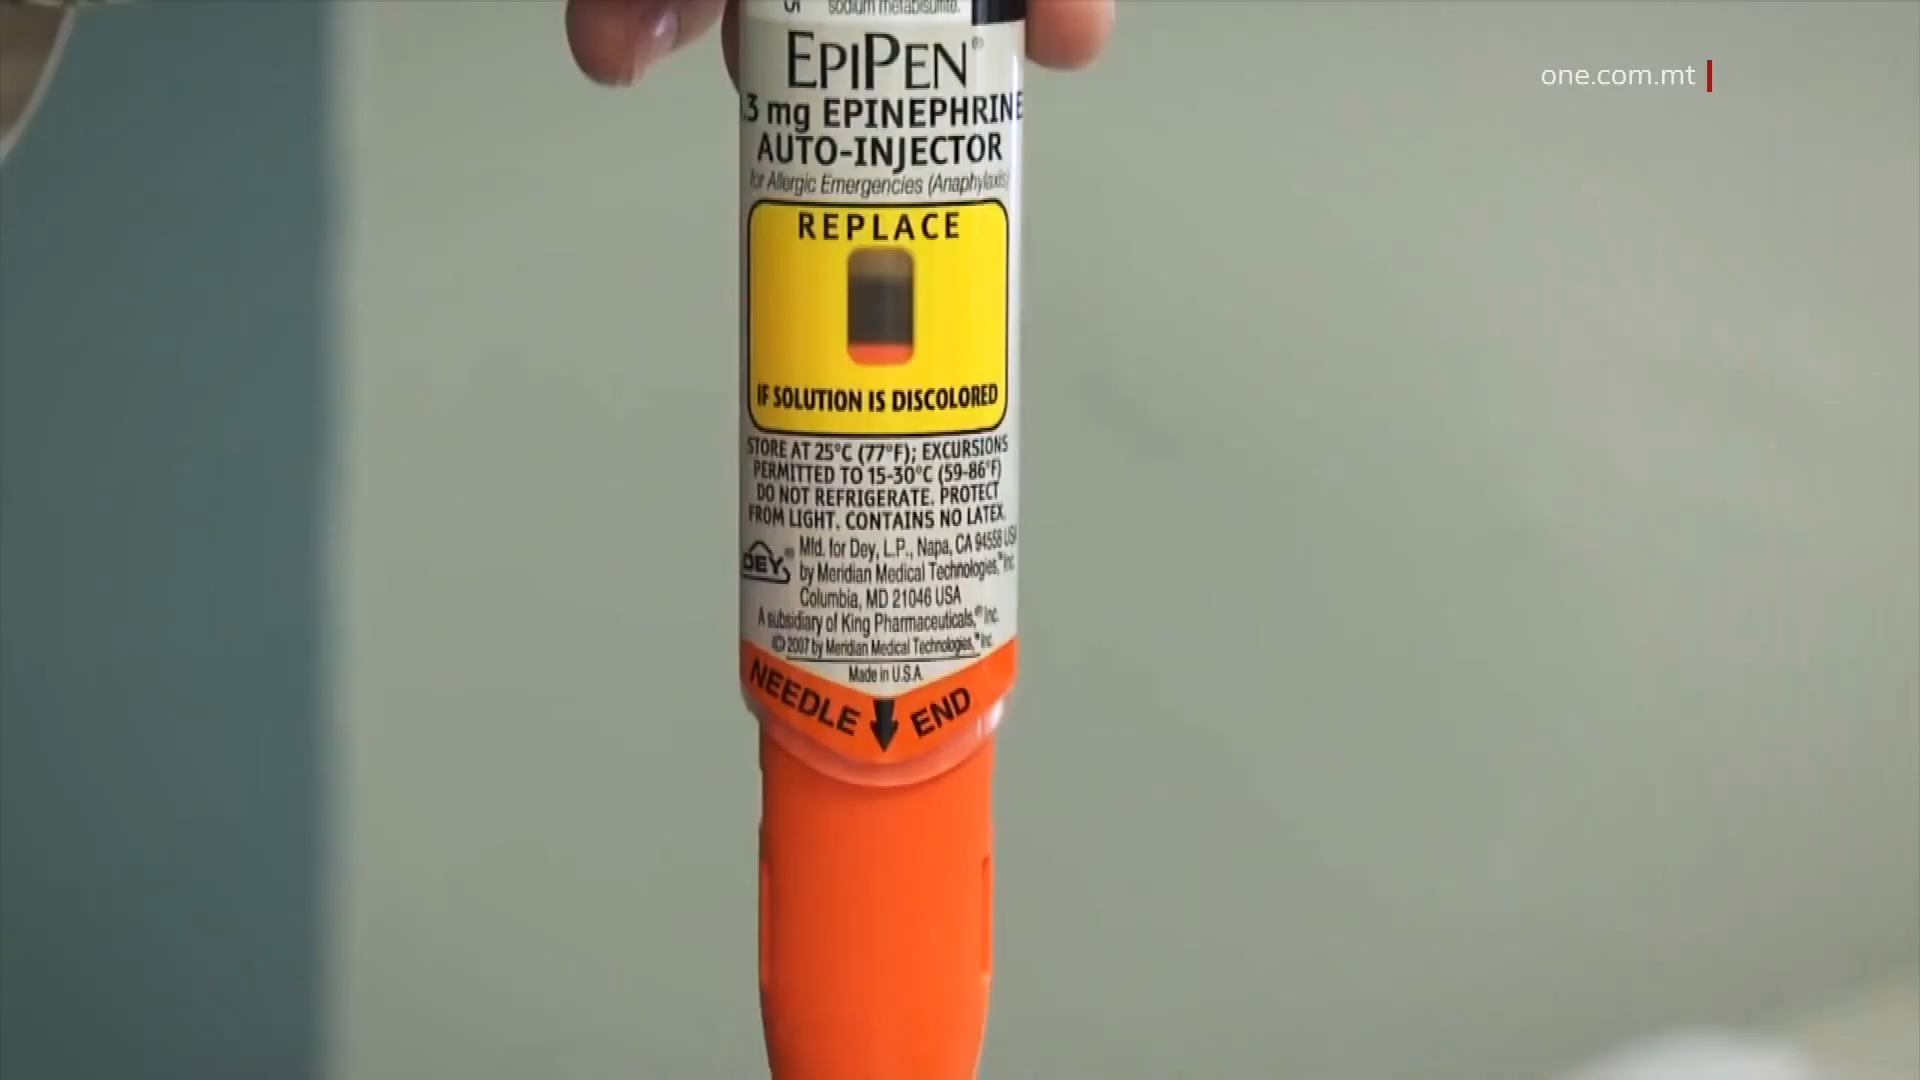 sodium metabisulfite.
EPIPEN®
.3 mg EPINEPHRINE
AUTO-INJECTOR
for Allergic Emergencies (Anaphylaxis)
REPLACE
IF SOLUTION IS DISCOLORED
STORE AT 25°C (77°F); EXCURSIONS
PERMITTED TO 15-30°C (59-86°F)
DO NOT REFRIGERATE. PROTECT
FROM LIGHT. CONTAINS NO LATEX.
DEY® Mfd. for Dey, L.P., Napa, CA 94558 USA
by Meridian Medical Technologies,™ Inc.
Columbia, MD 21046 USA
A subsidiary of King Pharmaceuticals,® Inc.
© 2007 by Meridian Medical Technologies,™ Inc.
Made in U.S.A.
NEEDLE END
one.com.mt